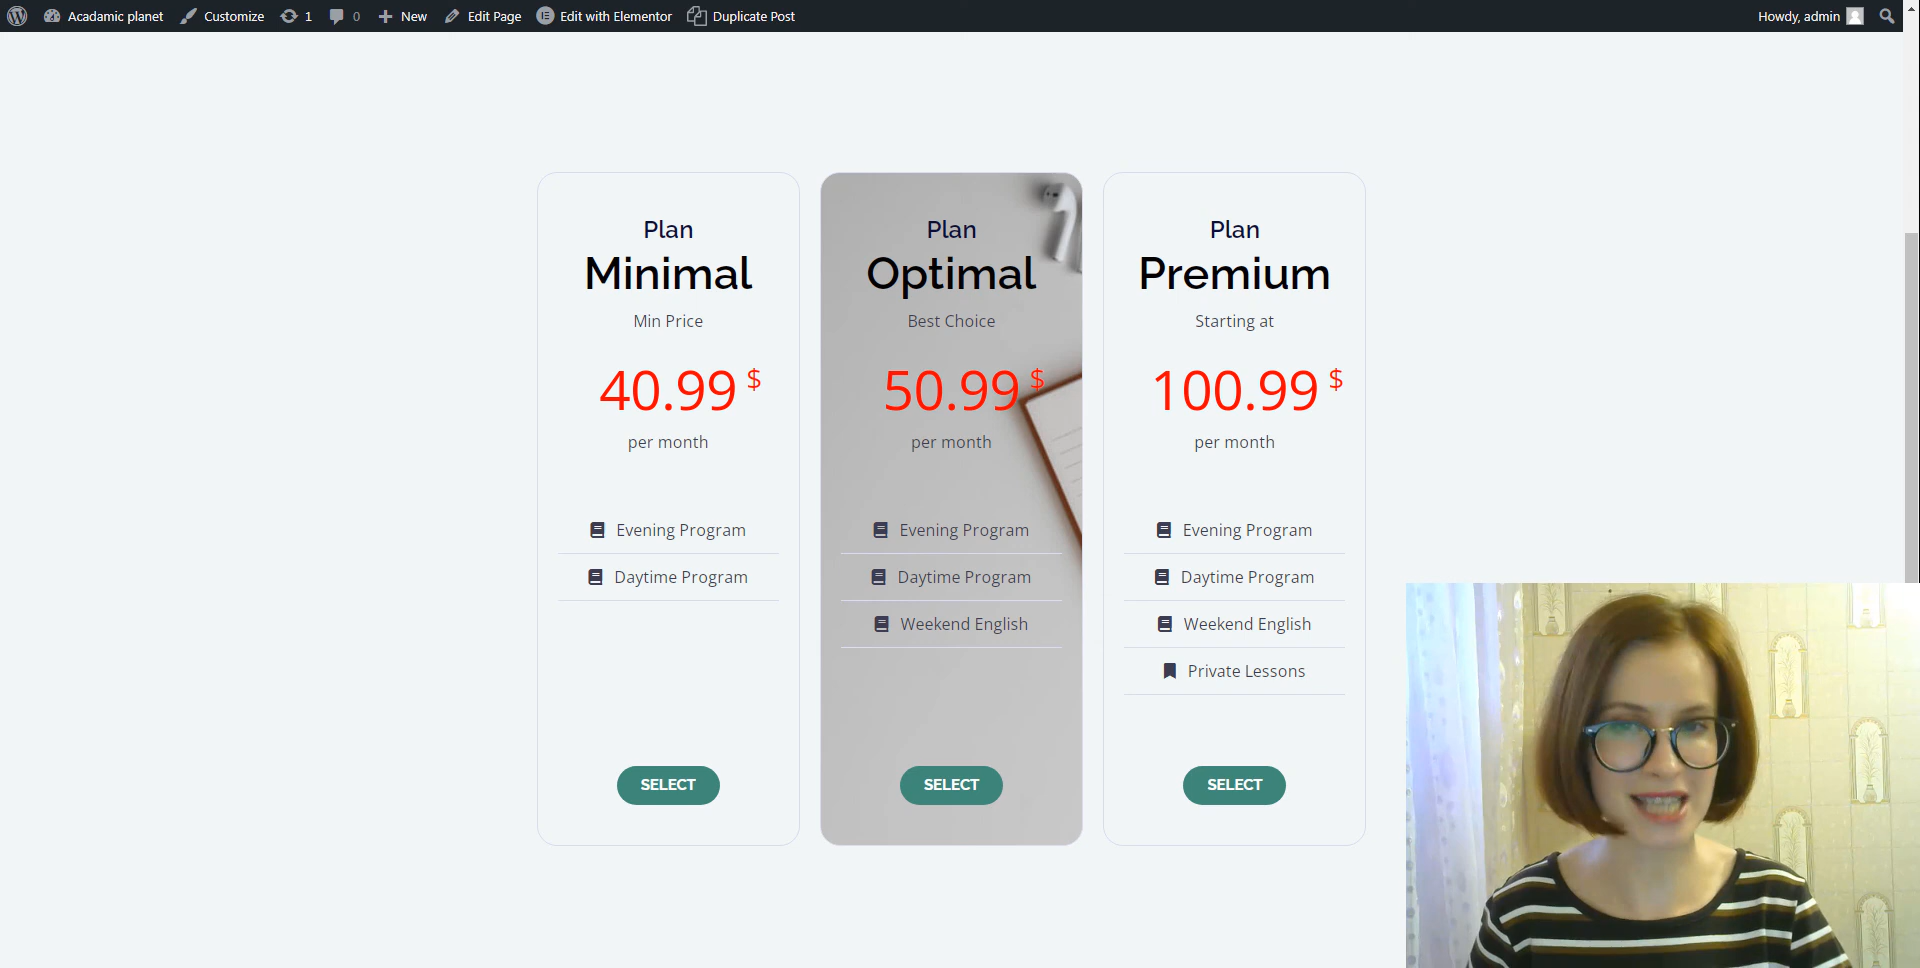 Acadamic planet Customize 1 0 New Edit Page Edit with Elementor Duplicate Post Howdy, admin
Plan
Minimal
Min Price
40.99 $
per month
Evening Program
Daytime Program
SELECT
Plan
Optimal
Best Choice
50.99 $
per month
Evening Program
Daytime Program
Weekend English
SELECT
Plan
Premium
Starting at
100.99 $
per month
Evening Program
Daytime Program
Weekend English
Private Lessons
SELECT